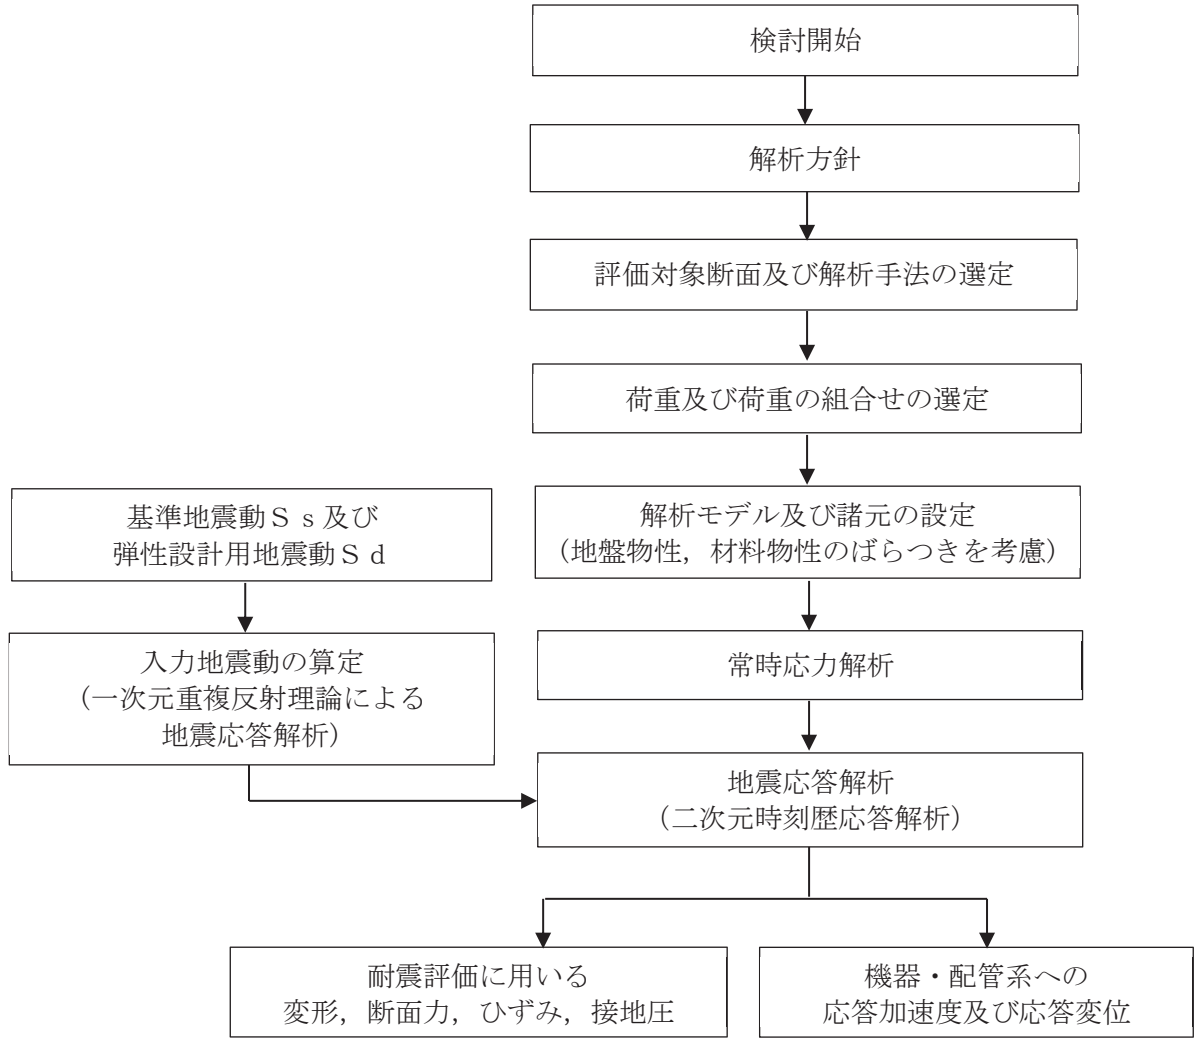 検討開始
解析方針
評価対象断面及び解析手法の選定
荷重及び荷重の組合せの選定
解析モデル及び諸元の設定
（地盤物性，材料物性のばらつきを考慮）
基準地震動Ｓｓ及び
弾性設計用地震動Ｓｄ
入力地震動の算定
（一次元重複反射理論による
地震応答解析）
常時応力解析
地震応答解析
（二次元時刻歴応答解析）
耐震評価に用いる
変形，断面力，ひずみ，接地圧
機器・配管系への
応答加速度及び応答変位